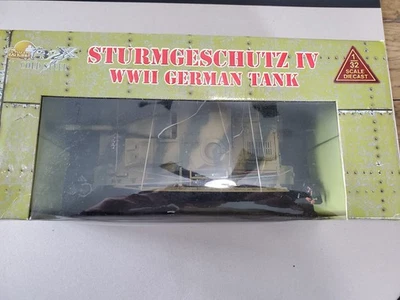 STURMGESCHUTZ IV
WWII GERMAN TANK
1
32
SCALE
DIECAST